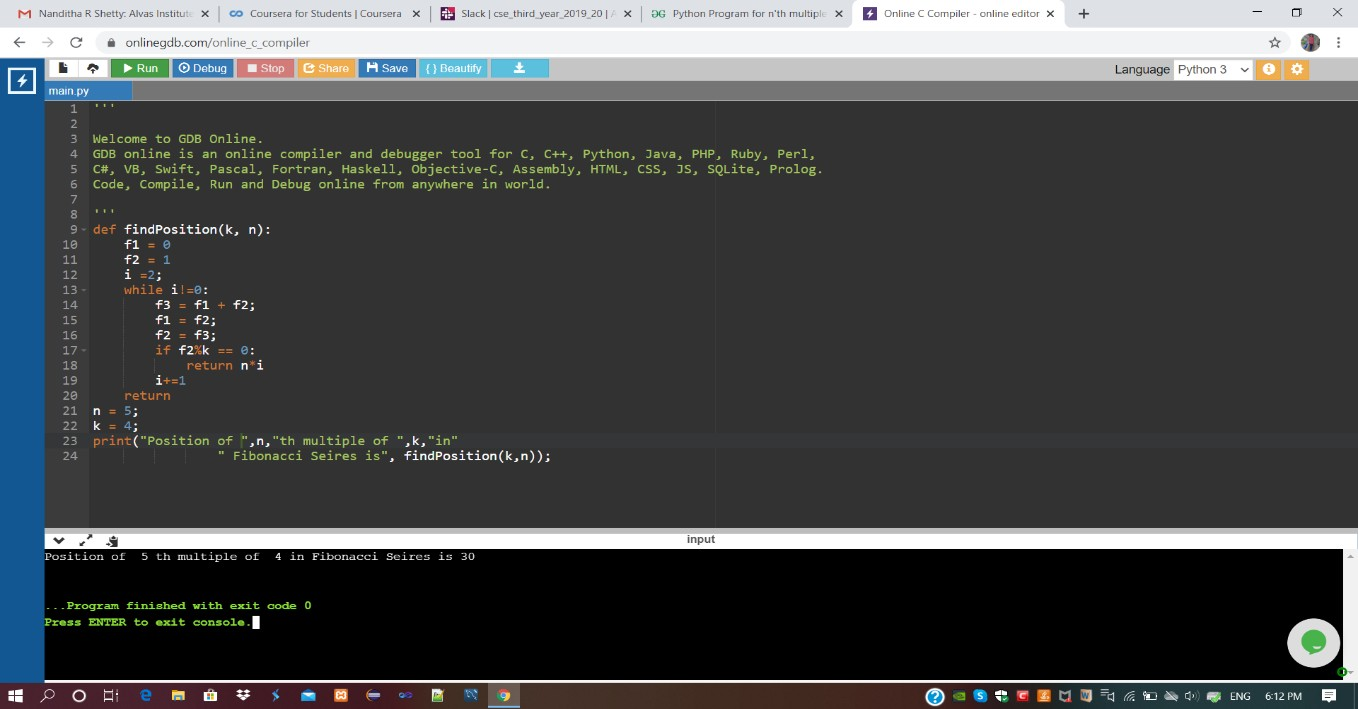 Nanditha R Shetty: Alvas Institute
Coursera for Students | Coursera
Slack | cse_third_year_2019_20 |
Python Program for n'th multiple
Online C Compiler - online editor
onlinegdb.com/online_c_compiler
Run Debug Stop Share Save { } Beautify
Language Python 3
main.py
1 '''
2
3 Welcome to GDB Online.
4 GDB online is an online compiler and debugger tool for C, C++, Python, Java, PHP, Ruby, Perl,
5 C#, VB, Swift, Pascal, Fortran, Haskell, Objective-C, Assembly, HTML, CSS, JS, SQLite, Prolog.
6 Code, Compile, Run and Debug online from anywhere in world.
7
8 '''
9 def findPosition(k, n):
10 f1 = 0
11 f2 = 1
12 i =2;
13 while i!=0:
14 f3 = f1 + f2;
15 f1 = f2;
16 f2 = f3;
17 if f2%k == 0:
18 return n*i
19 i+=1
20 return
21 n = 5;
22 k = 4;
23 print("Position of ",n,"th multiple of ",k,"in"
24 " Fibonacci Seires is", findPosition(k,n));
input
Position of  5 th multiple of  4 in Fibonacci Seires is 30
...Program finished with exit code 0
Press ENTER to exit console.
ENG 6:12 PM